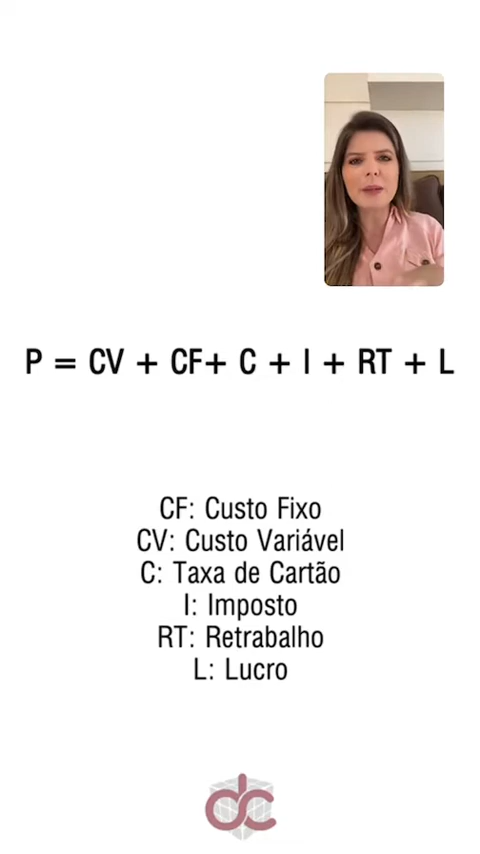 P = CV + CF+ C + I + RT + L
CF: Custo Fixo
CV: Custo Variável
C: Taxa de Cartão
I: Imposto
RT: Retrabalho
L: Lucro
dc